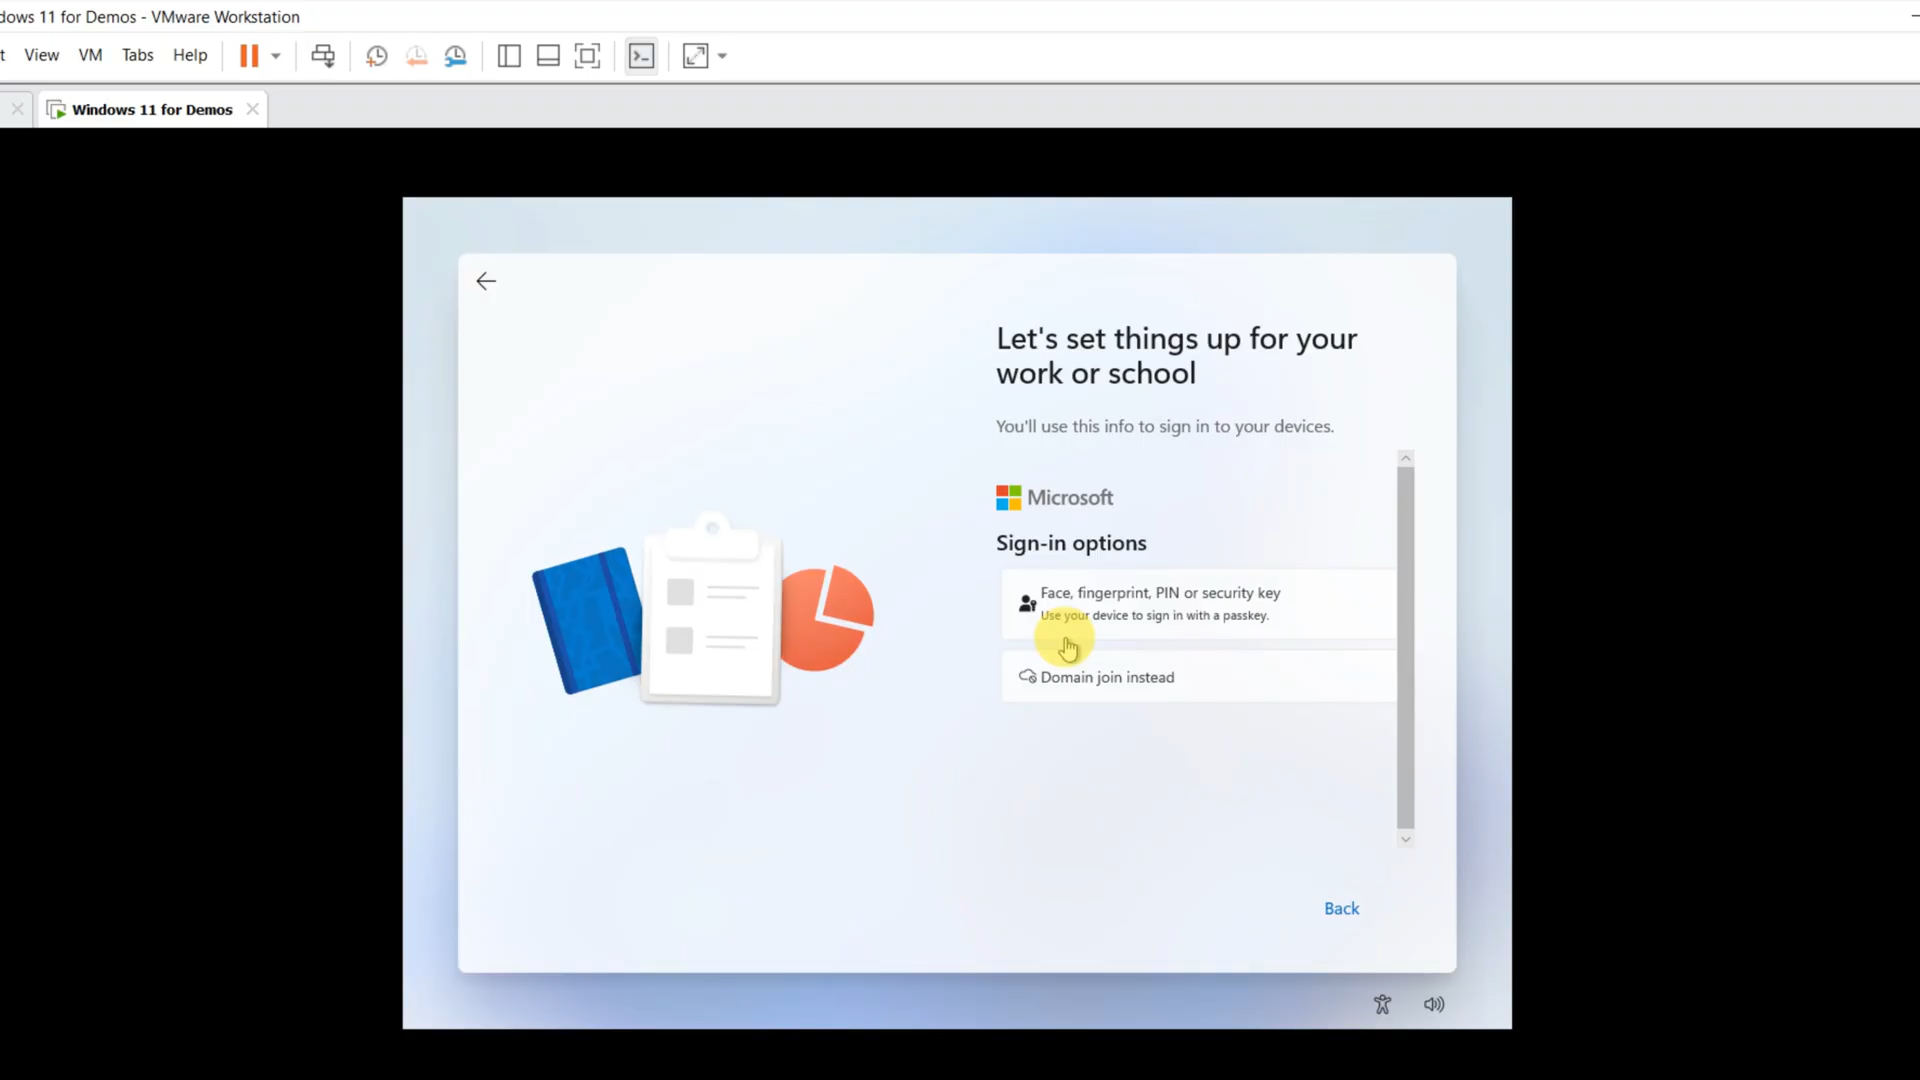 dows 11 for Demos - VMware Workstation
t View VM Tabs Help
Windows 11 for Demos
Let's set things up for your
work or school
You'll use this info to sign in to your devices.
Microsoft
Sign-in options
Face, fingerprint, PIN or security key
Use your device to sign in with a passkey.
Domain join instead
Back